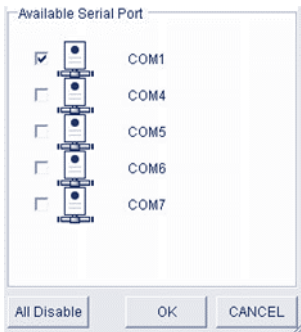 Available Serial Port
COM1
COM4
COM5
COM6
COM7
All Disable OK CANCEL